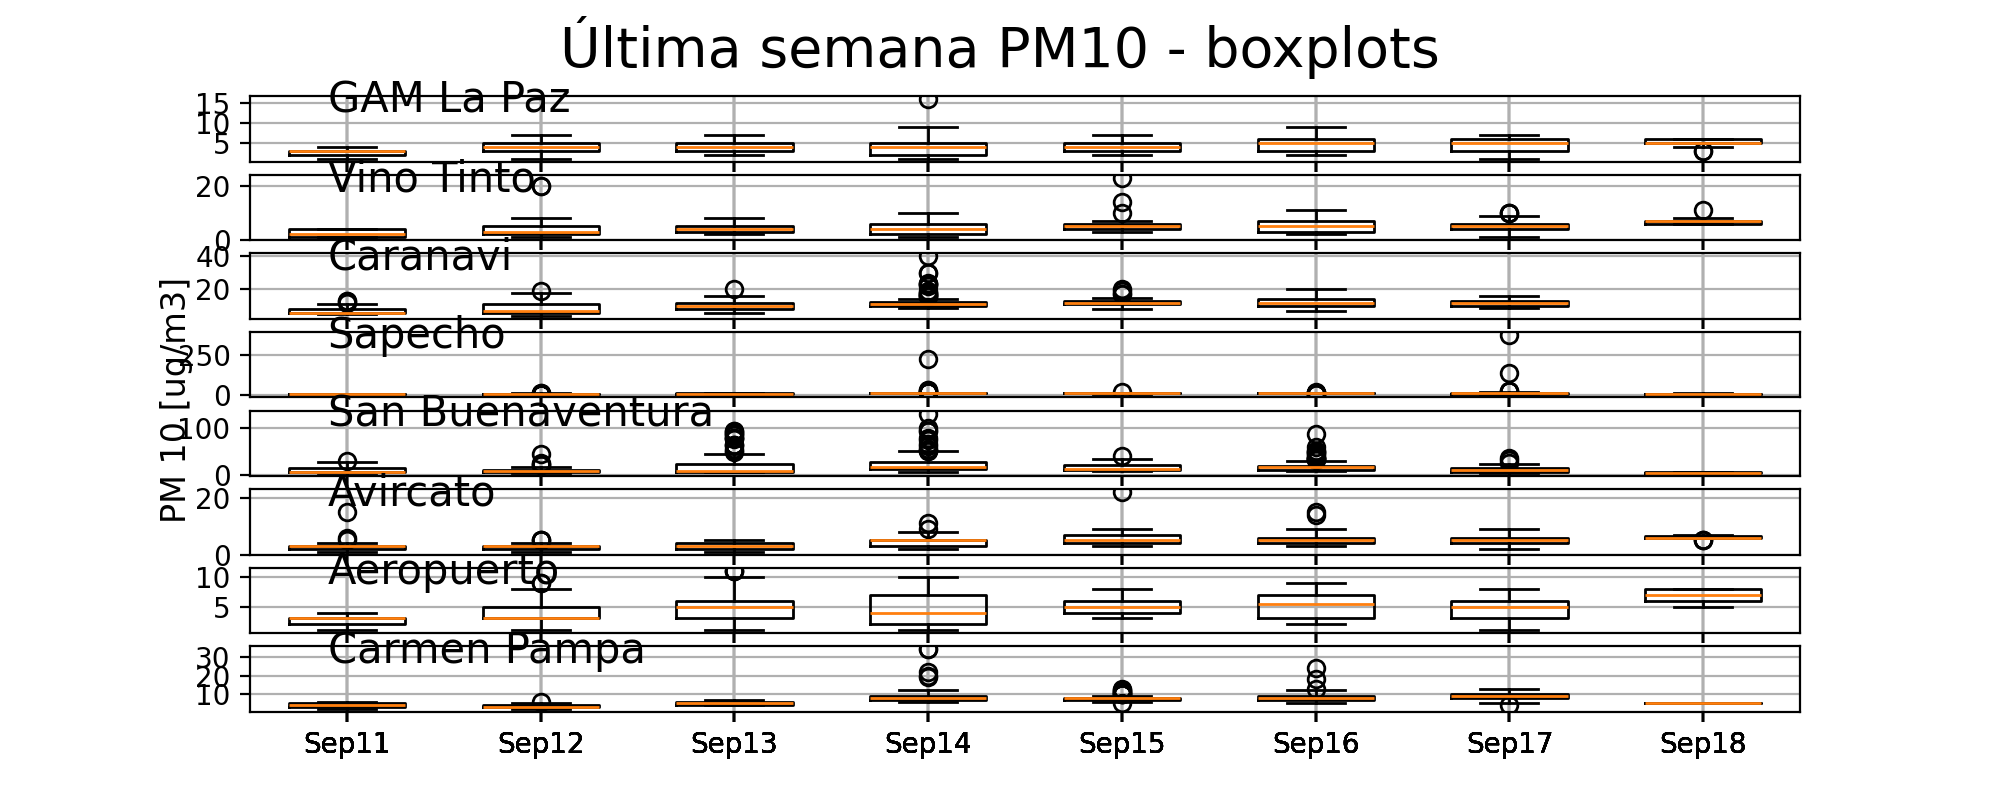 Última semana PM10 - boxplots
PM 10 [ug/m3]
GAM La Paz
15
10
5
Vino Tinto
20
0
Caranavi
40
20
Sapecho
250
0
San Buenaventura
100
0
Avircato
20
0
Aeropuerto
10
5
Carmen Pampa
30
20
10
Sep11 Sep12 Sep13 Sep14 Sep15 Sep16 Sep17 Sep18